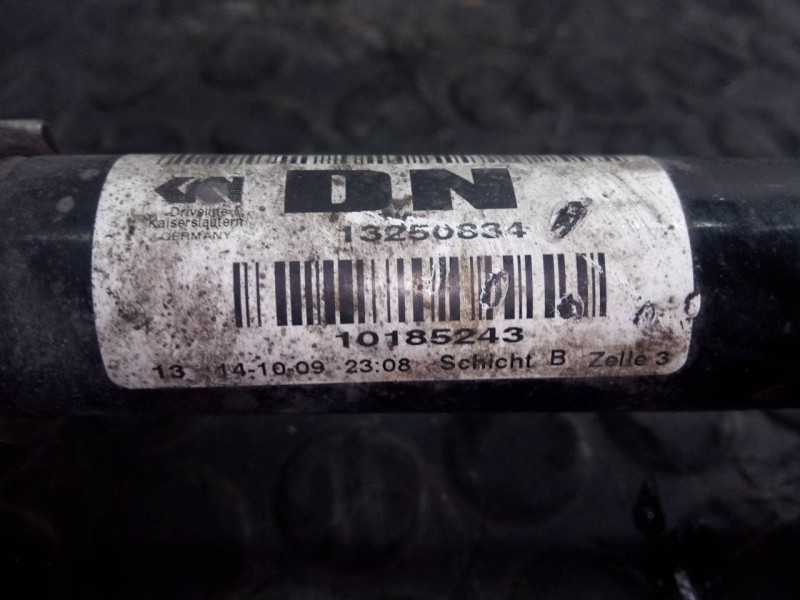 DN
Driveline
Kaiserslautern
GERMANY
13250834
10185243
13 14-10-09 23:08 Schicht B Zelle 3